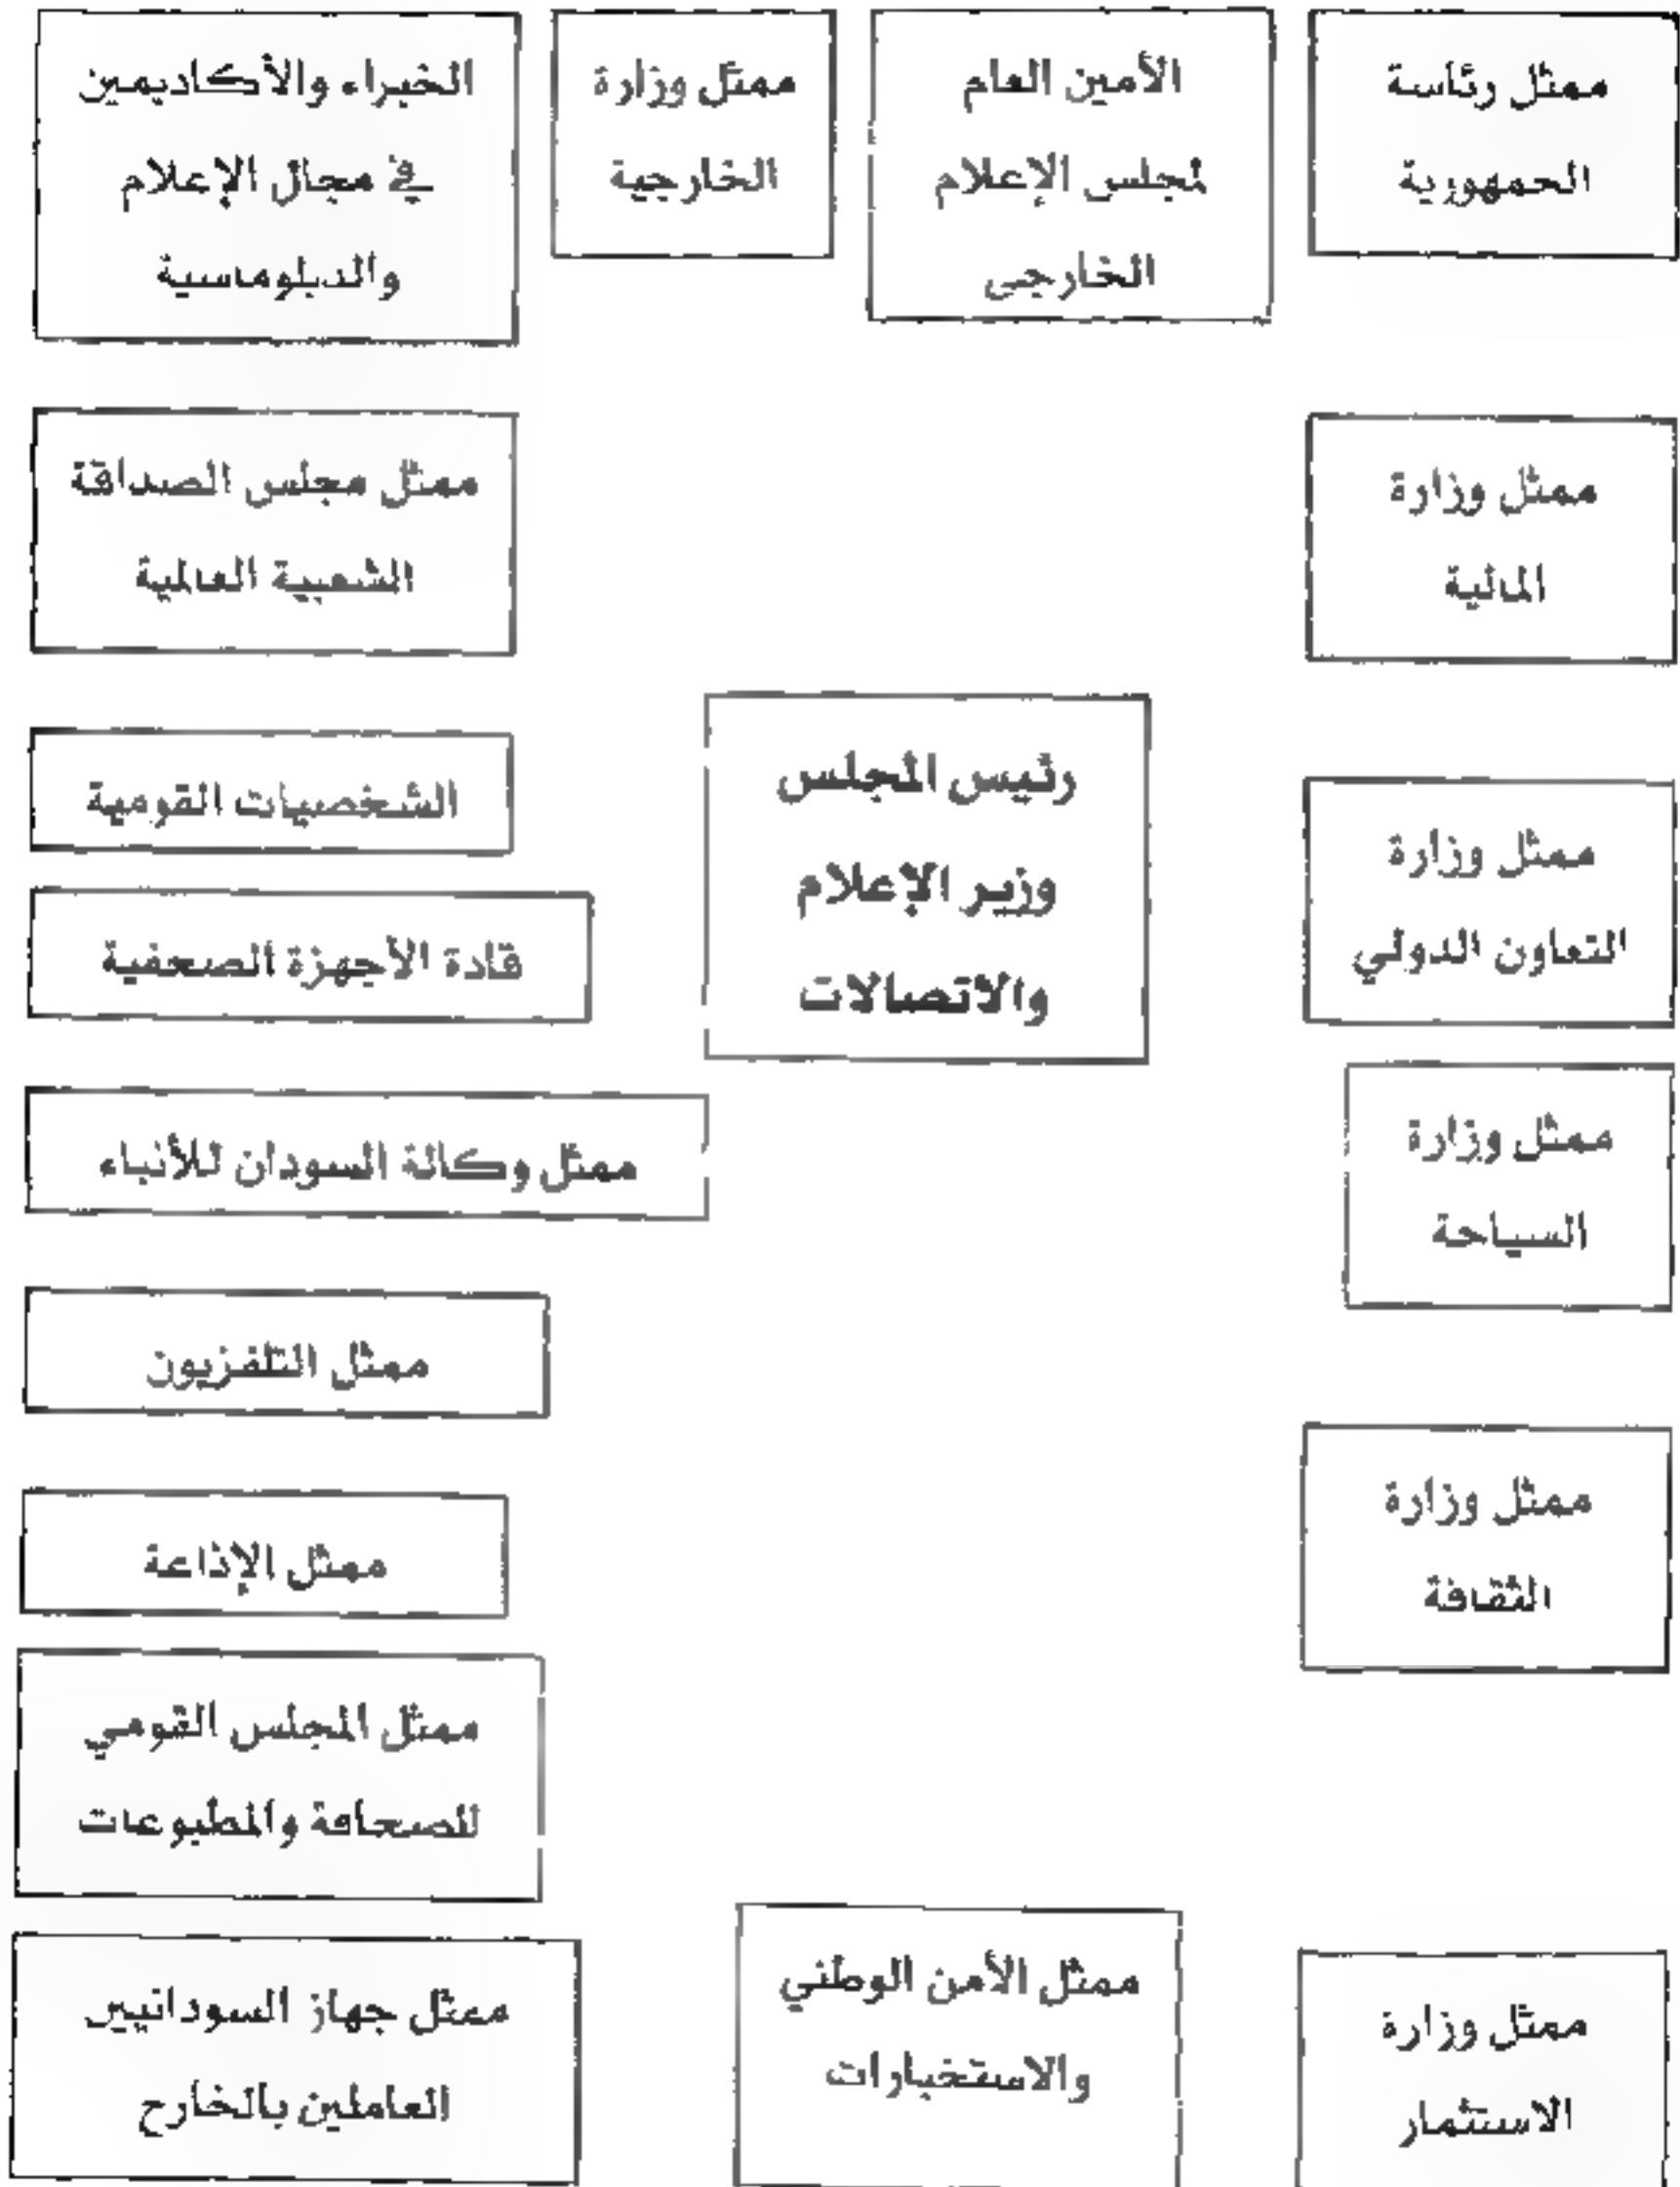 ممثل رئاسة
الجمهورية
الأمين العام
لمجلس الإعلام
الخارجي
ممثل وزارة
الخارجية
الخبراء والأكاديمين
في مجال الإعلام
والدبلوماسية
ممثل وزارة
المالية
ممثل مجلس الصداقة
الشعبية العالمية
رئيس المجلس
وزير الإعلام
والاتصالات
ممثل وزارة
التعاون الدولي
الشخصيات القومية
قادة الأجهزة الصحفية
ممثل وزارة
السياحة
ممثل وكالة السودان للأنباء
ممثل التلفزيون
ممثل وزارة
الثقافة
ممثل الإذاعة
ممثل المجلس القومي
للصحافة والمطبوعات
ممثل وزارة
الاستثمار
ممثل الأمن الوطني
والاستخبارات
ممثل جهاز السودانيين
العاملين بالخارج